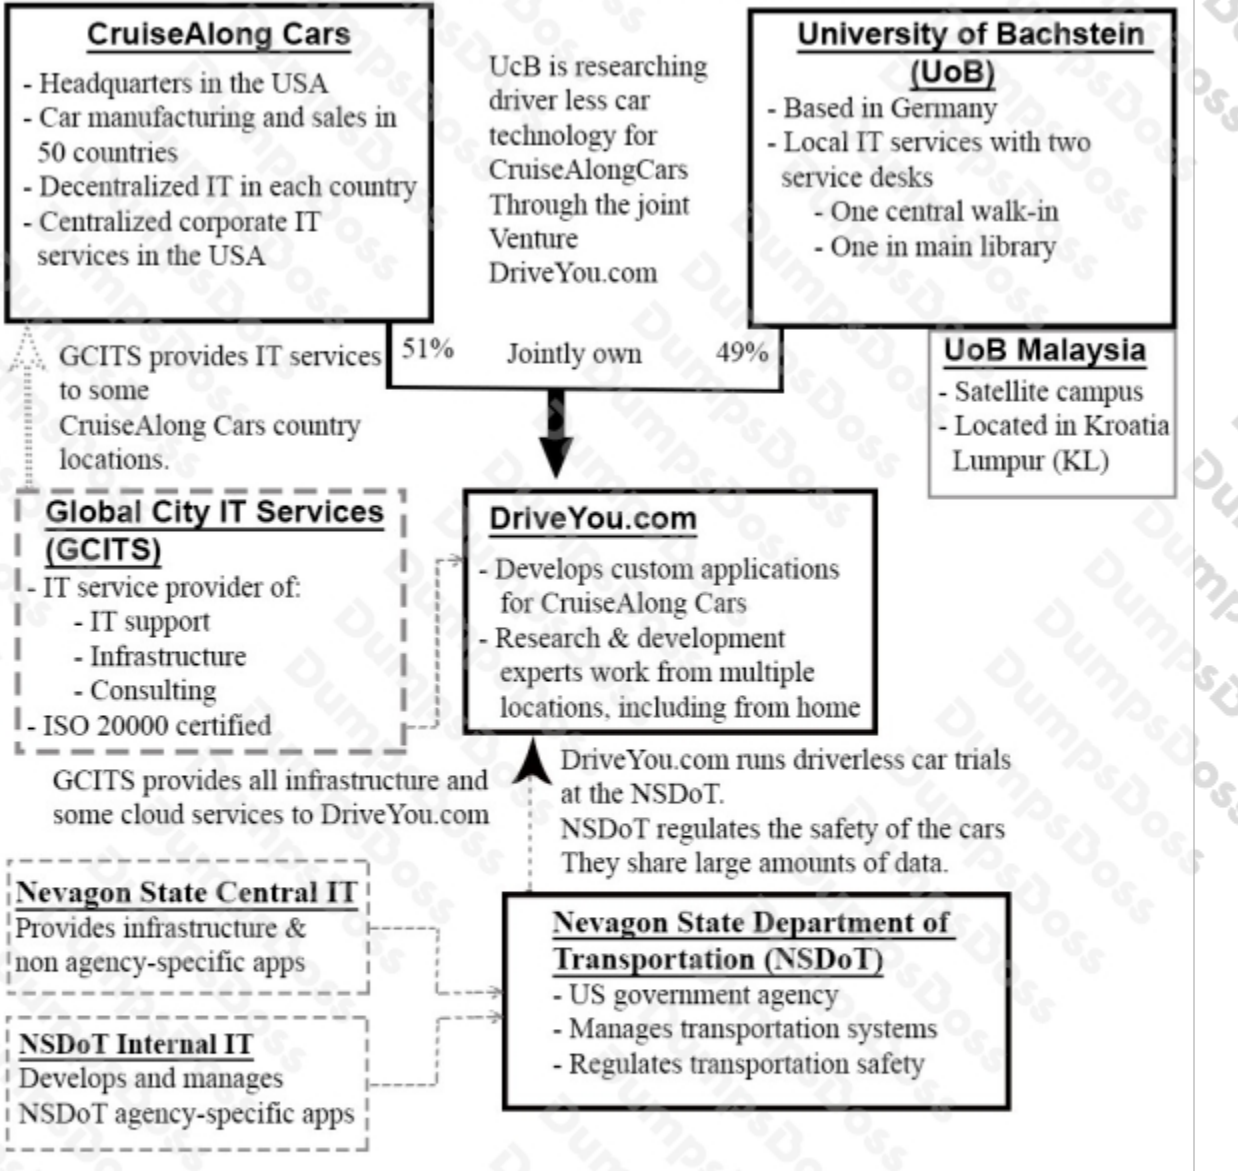 CruiseAlong Cars
- Headquarters in the USA
- Car manufacturing and sales in
50 countries
- Decentralized IT in each country
- Centralized corporate IT
services in the USA
UcB is researching
driver less car
technology for
CruiseAlongCars
Through the joint
Venture
DriveYou.com
University of Bachstein
(UoB)
- Based in Germany
- Local IT services with two
service desks
- One central walk-in
- One in main library
51%
Jointly own
49%
UoB Malaysia
- Satellite campus
- Located in Kroatia
Lumpur (KL)
GCITS provides IT services
to some
CruiseAlong Cars country
locations.
Global City IT Services
(GCITS)
- IT service provider of:
- IT support
- Infrastructure
- Consulting
- ISO 20000 certified
DriveYou.com
- Develops custom applications
for CruiseAlong Cars
- Research & development
experts work from multiple
locations, including from home
GCITS provides all infrastructure and
some cloud services to DriveYou.com
DriveYou.com runs driverless car trials
at the NSDoT.
NSDoT regulates the safety of the cars
They share large amounts of data.
Nevagon State Central IT
Provides infrastructure &
non agency-specific apps
NSDoT Internal IT
Develops and manages
NSDoT agency-specific apps
Nevagon State Department of
Transportation (NSDoT)
- US government agency
- Manages transportation systems
- Regulates transportation safety
DumpsDoss